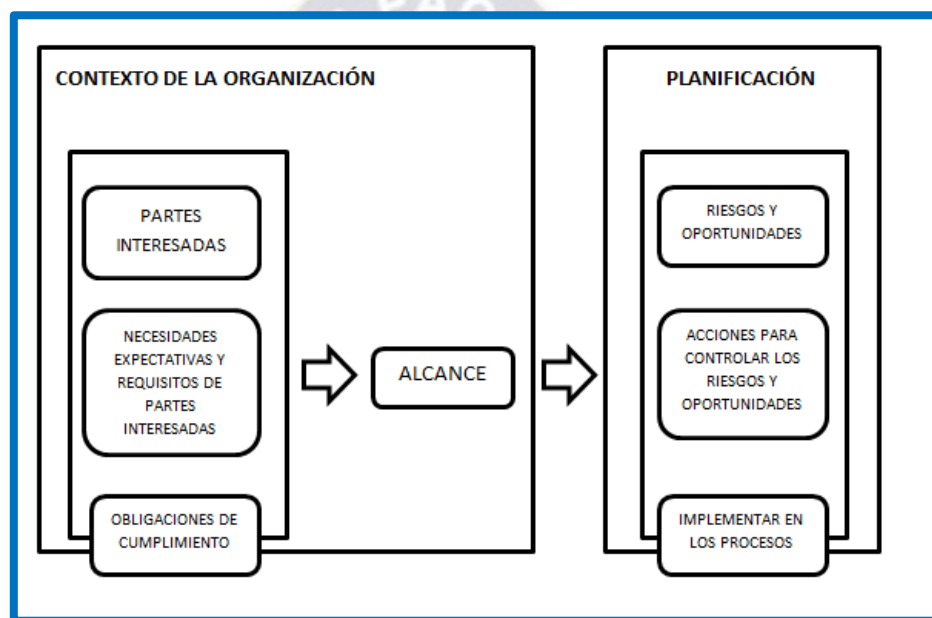 CONTEXTO DE LA ORGANIZACIÓN
PARTES
INTERESADAS
NECESIDADES
EXPECTATIVAS Y
REQUISITOS DE
PARTES
INTERESADAS
OBLIGACIONES DE
CUMPLIMIENTO
ALCANCE
PLANIFICACIÓN
RIESGOS Y
OPORTUNIDADES
ACCIONES PARA
CONTROLAR LOS
RIESGOS Y
OPORTUNIDADES
IMPLEMENTAR EN
LOS PROCESOS